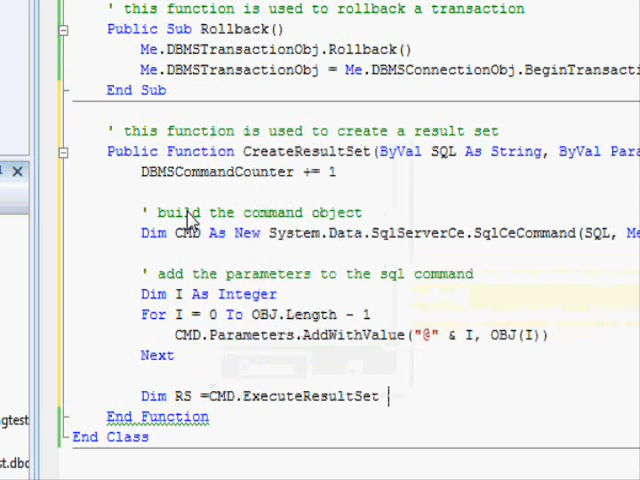 ' this function is used to rollback a transaction
Public Sub Rollback()
Me.DBMSTransactionObj.Rollback()
Me.DBMSTransactionObj = Me.DBMSConnectionObj.BeginTransacti
End Sub
' this function is used to create a result set
Public Function CreateResultSet(ByVal SQL As String, ByVal Para
DBMSCommandCounter += 1
' build the command object
Dim CMD As New System.Data.SqlServerCe.SqlCeCommand(SQL, Me
' add the parameters to the sql command
Dim I As Integer
For I = 0 To OBJ.Length - 1
CMD.Parameters.AddWithValue("@" & I, OBJ(I))
Next
Dim RS =CMD.ExecuteResultSet
End Function
End Class
gtest
st.dbc